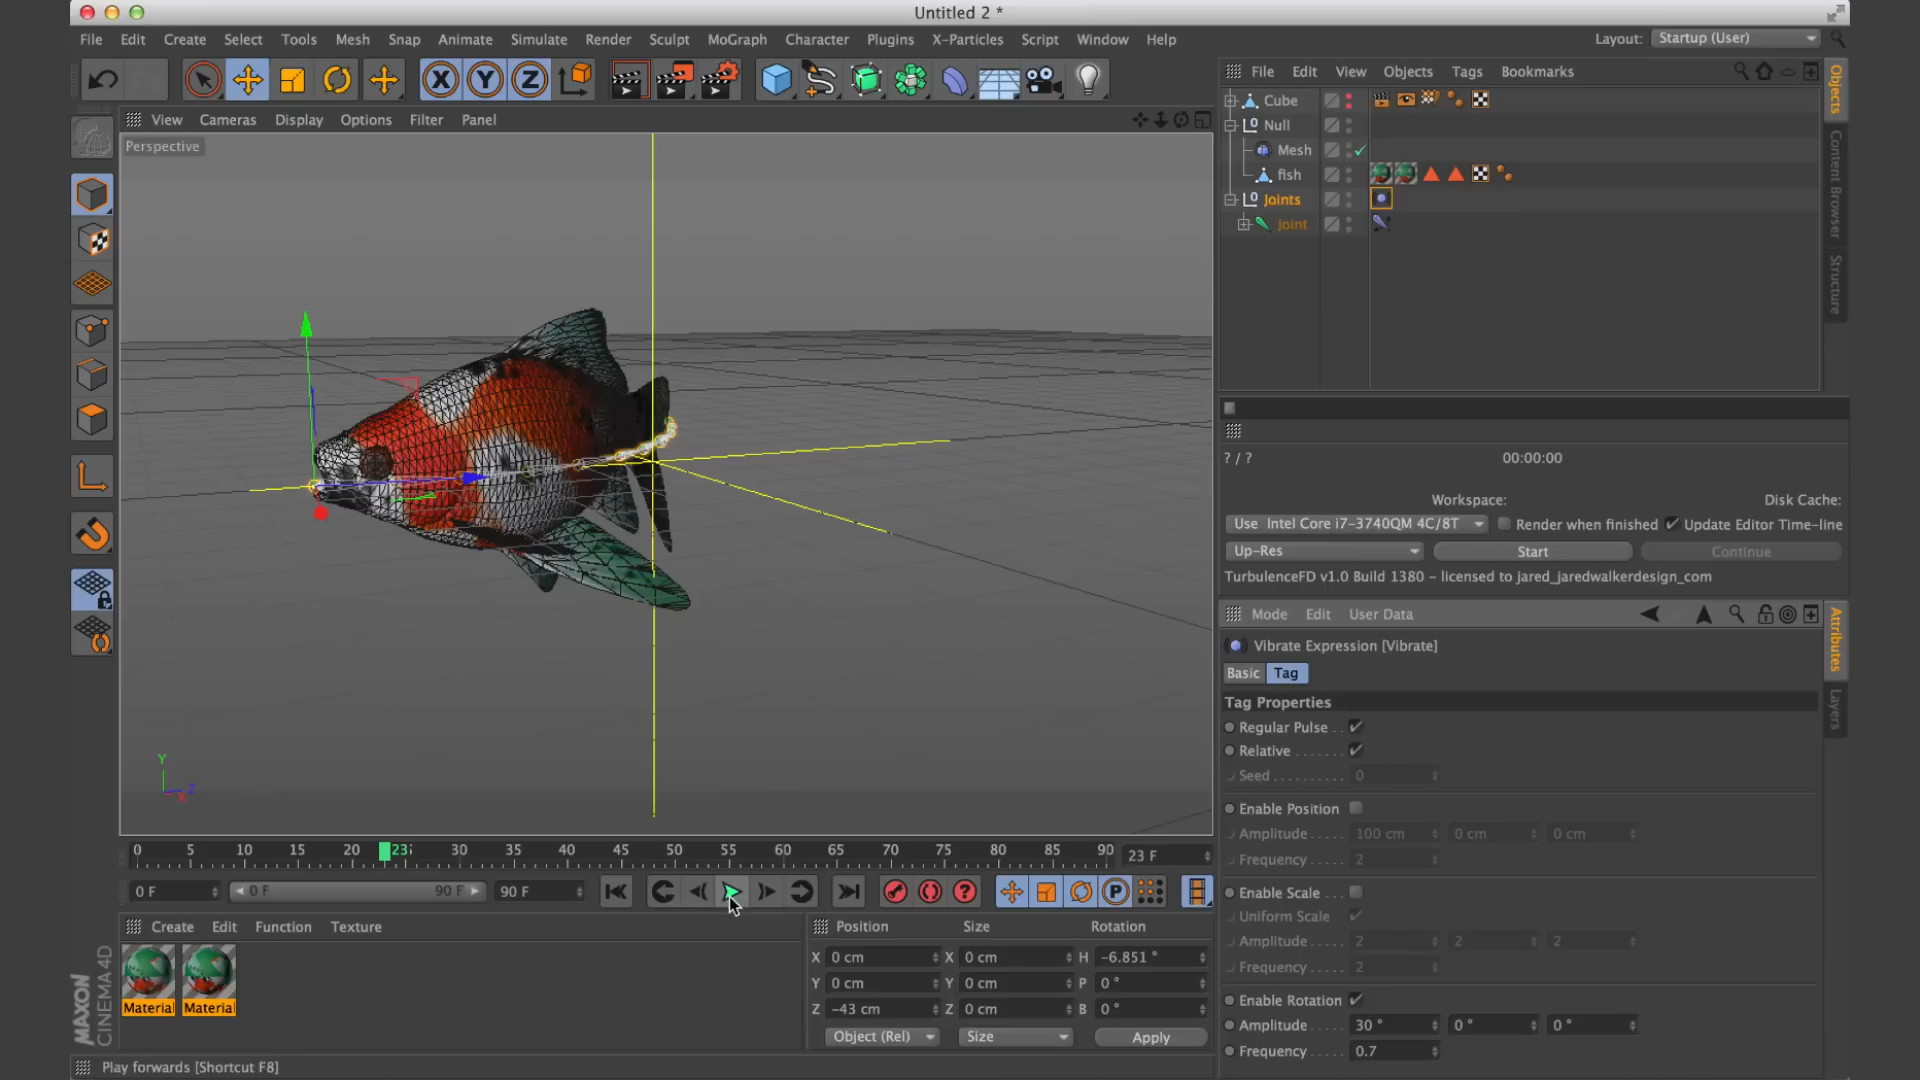 Untitled 2 *
File Edit Create Select Tools Mesh Snap Animate Simulate Render Sculpt MoGraph Character Plugins X-Particles Script Window Help
Layout: Startup (User)
X Y Z
File Edit View Objects Tags Bookmarks
Cube
Null
Mesh
fish
Joints
Joint
Objects
Content Browser
Structure
View Cameras Display Options Filter Panel
Perspective
Y
Z
X
? / ? 00:00:00
Workspace: Disk Cache:
Use Intel Core i7-3740QM 4C/8T Render when finished Update Editor Time-line
Up-Res Start Continue
TurbulenceFD v1.0 Build 1380 – licensed to Jared_jaredwalkerdesign_com
Mode Edit User Data
Attributes
Layers
Vibrate Expression [Vibrate]
Basic Tag
Tag Properties
Regular Pulse
Relative
Seed 0
Enable Position
Amplitude 100 cm 0 cm 0 cm
Frequency 2
Enable Scale
Uniform Scale
Amplitude 2 2 2
Frequency 2
Enable Rotation
Amplitude 30 ° 0 ° 0 °
Frequency 0.7
0 5 10 15 20 23 30 35 40 45 50 55 60 65 70 75 80 85 90 23 F
0 F 0 F 90 F 90 F
? P
Create Edit Function Texture
Material Material
MAXON
CINEMA 4D
Position Size Rotation
X 0 cm X 0 cm H -6.851 °
Y 0 cm Y 0 cm P 0 °
Z -43 cm Z 0 cm B 0 °
Object (Rel) Size Apply
Play forwards [Shortcut F8]